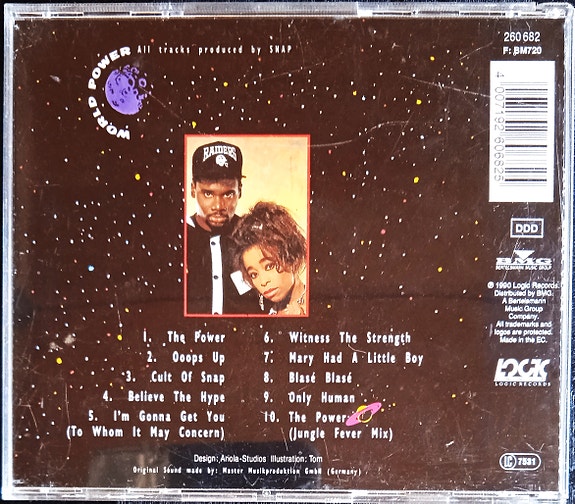 WORLD POWER
All tracks produced by SNAP
260 682
F: BM720
4 007192 606825
RAIDERS
DDD
BMG
BERTELSMANN MUSIC GROUP
℗ 1990 Logic Records.
Distributed by BMG.
A Bertelsmann
Music Group
Company.
All trademarks and
logos are protected.
Made in the EC.
LOGIC
LOGIC RECORDS
1. The Power
2. Ooops Up
3. Cult Of Snap
4. Believe The Hype
5. I'm Gonna Get You
(To Whom It May Concern)
6. Witness The Strength
7. Mary Had A Little Boy
8. Blasé Blasé
9. Only Human
10. The Power
(Jungle Fever Mix)
Design: Ariola-Studios Illustration: Tom
Original Sound made by: Master Musikproduktion GmbH (Germany)
LC 7531